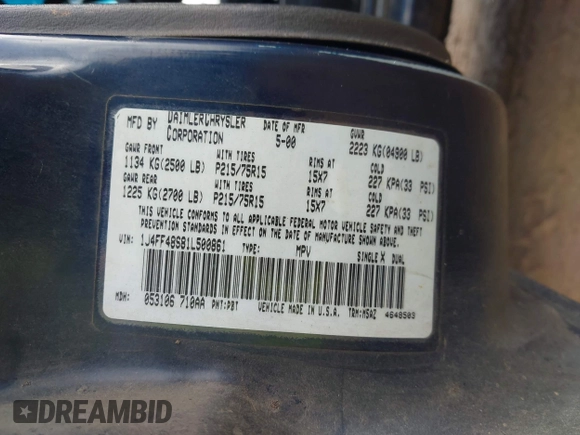 MFD BY DAIMLERCHRYSLER CORPORATION DATE OF MFR 5-00 GVWR 2223 KG(04900 LB)
GAWR FRONT WITH TIRES RIMS AT COLD
1134 KG(2500 LB) P215/75R15 15X7 227 KPA(33 PSI)
GAWR REAR WITH TIRES RIMS AT COLD
1225 KG(2700 LB) P215/75R15 15X7 227 KPA(33 PSI)
THIS VEHICLE CONFORMS TO ALL APPLICABLE FEDERAL MOTOR VEHICLE SAFETY AND THEFT
PREVENTION STANDARDS IN EFFECT ON THE DATE OF MANUFACTURE SHOWN ABOVE.
VIN: 1J4FF48S81L500861 TYPE: MPV SINGLE X DUAL
MDH: 053106 710AA PNT:PBT VEHICLE MADE IN U.S.A. TRM:MSAZ 4648503
DREAMBID